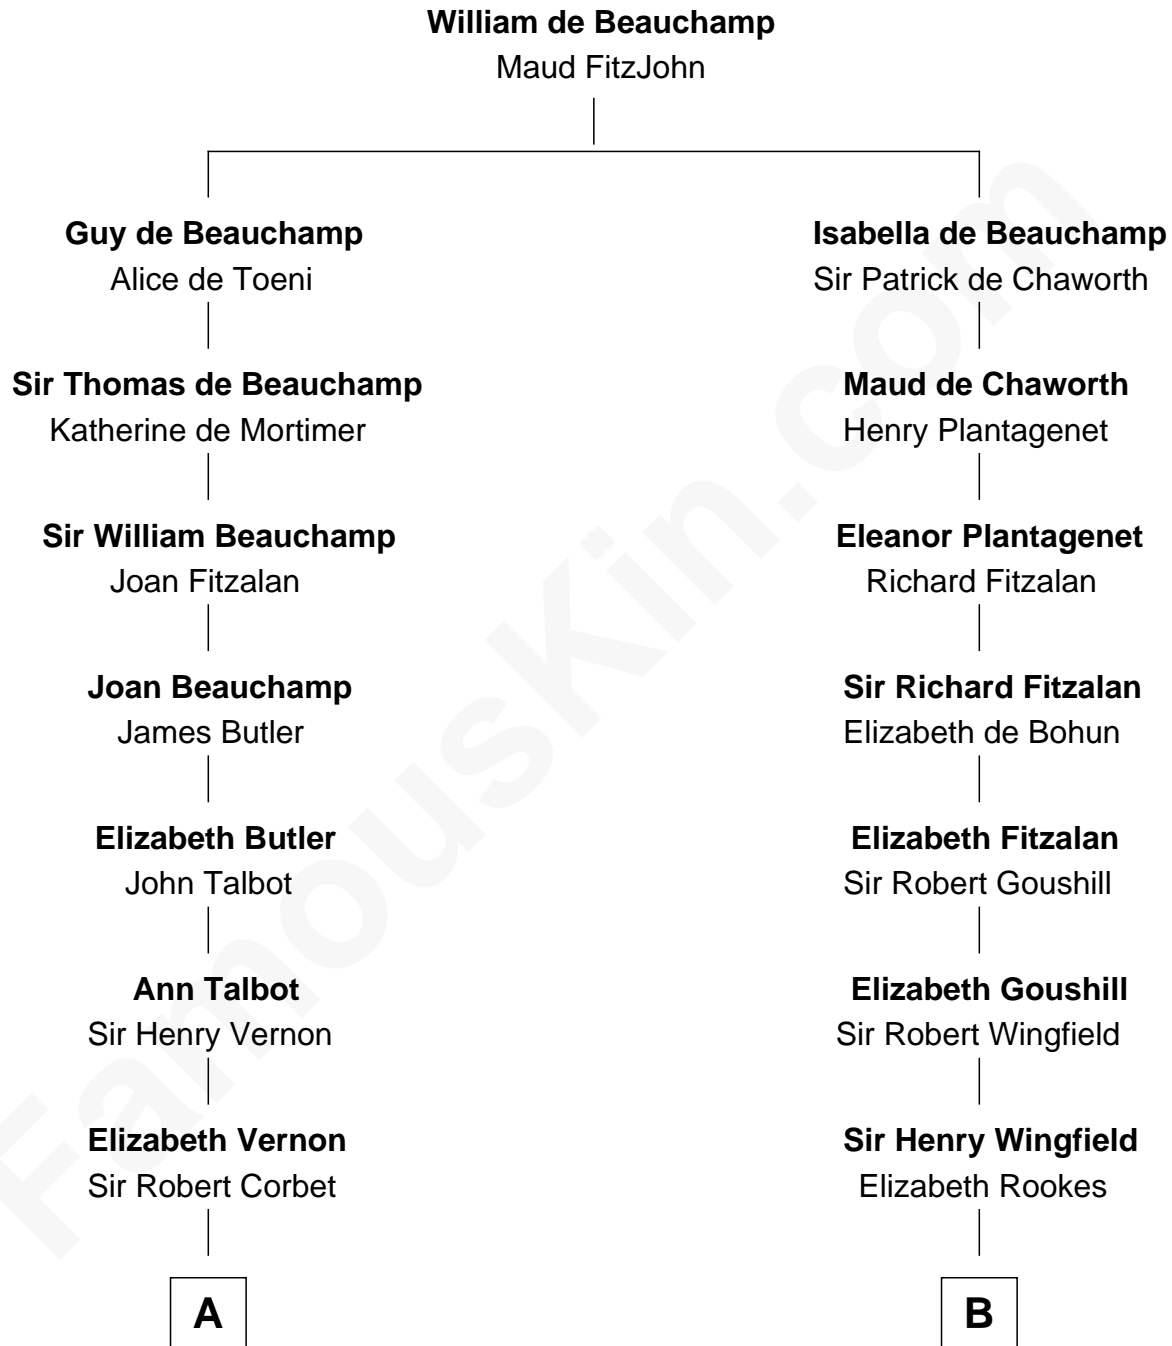 William de Beauchamp
Maud FitzJohn
Guy de Beauchamp
Alice de Toeni
Isabella de Beauchamp
Sir Patrick de Chaworth
Sir Thomas de Beauchamp
Katherine de Mortimer
Maud de Chaworth
Henry Plantagenet
Sir William Beauchamp
Joan Fitzalan
Eleanor Plantagenet
Richard Fitzalan
Joan Beauchamp
James Butler
Sir Richard Fitzalan
Elizabeth de Bohun
Elizabeth Butler
John Talbot
Elizabeth Fitzalan
Sir Robert Goushill
Ann Talbot
Sir Henry Vernon
Elizabeth Goushill
Sir Robert Wingfield
Elizabeth Vernon
Sir Robert Corbet
Sir Henry Wingfield
Elizabeth Rookes
A
B
FamousKin.com